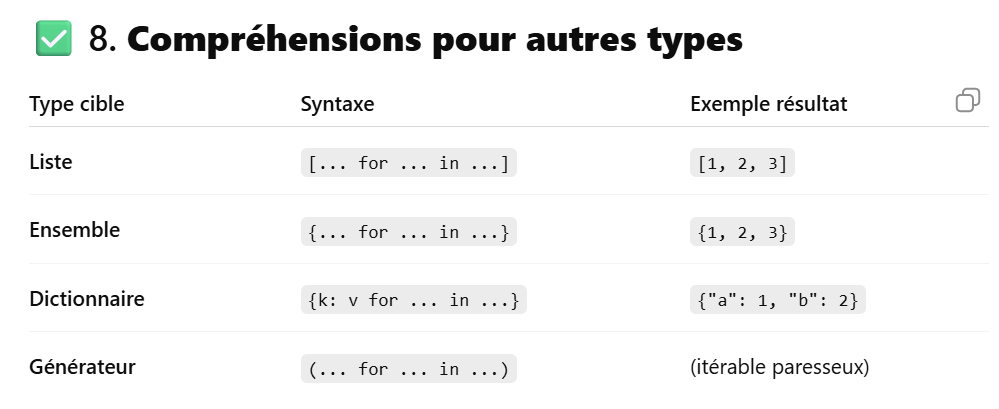 ✅ 8. Compréhensions pour autres types
Type cible Syntaxe Exemple résultat
Liste [... for ... in ...] [1, 2, 3]
Ensemble {... for ... in ...} {1, 2, 3}
Dictionnaire {k: v for ... in ...} {"a": 1, "b": 2}
Générateur (... for ... in ...) (itérable paresseux)